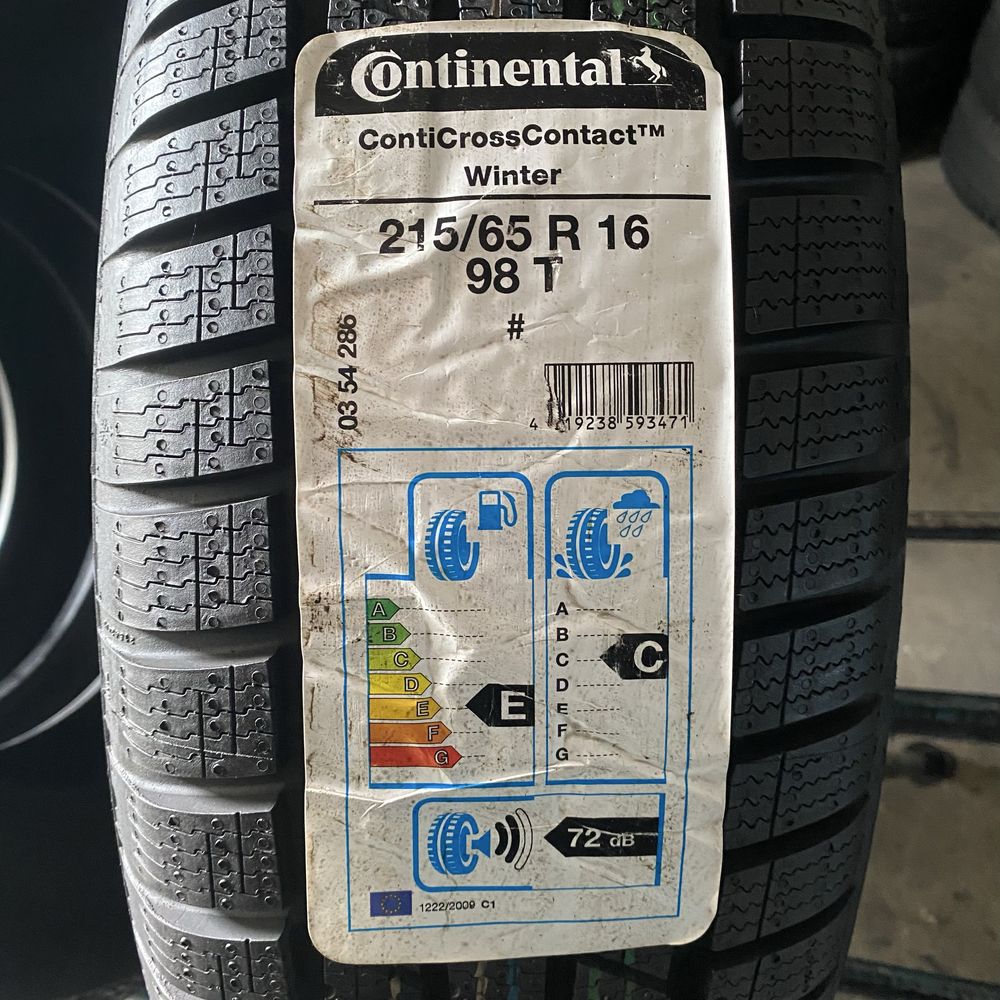 Continental
ContiCrossContact™
Winter
215/65 R 16
98 T
#
03 54 286
4 019238 593471
A
B
C
D
E
F
G
E
A
B
C
D
E
F
G
C
72 dB
1222/2009 C1